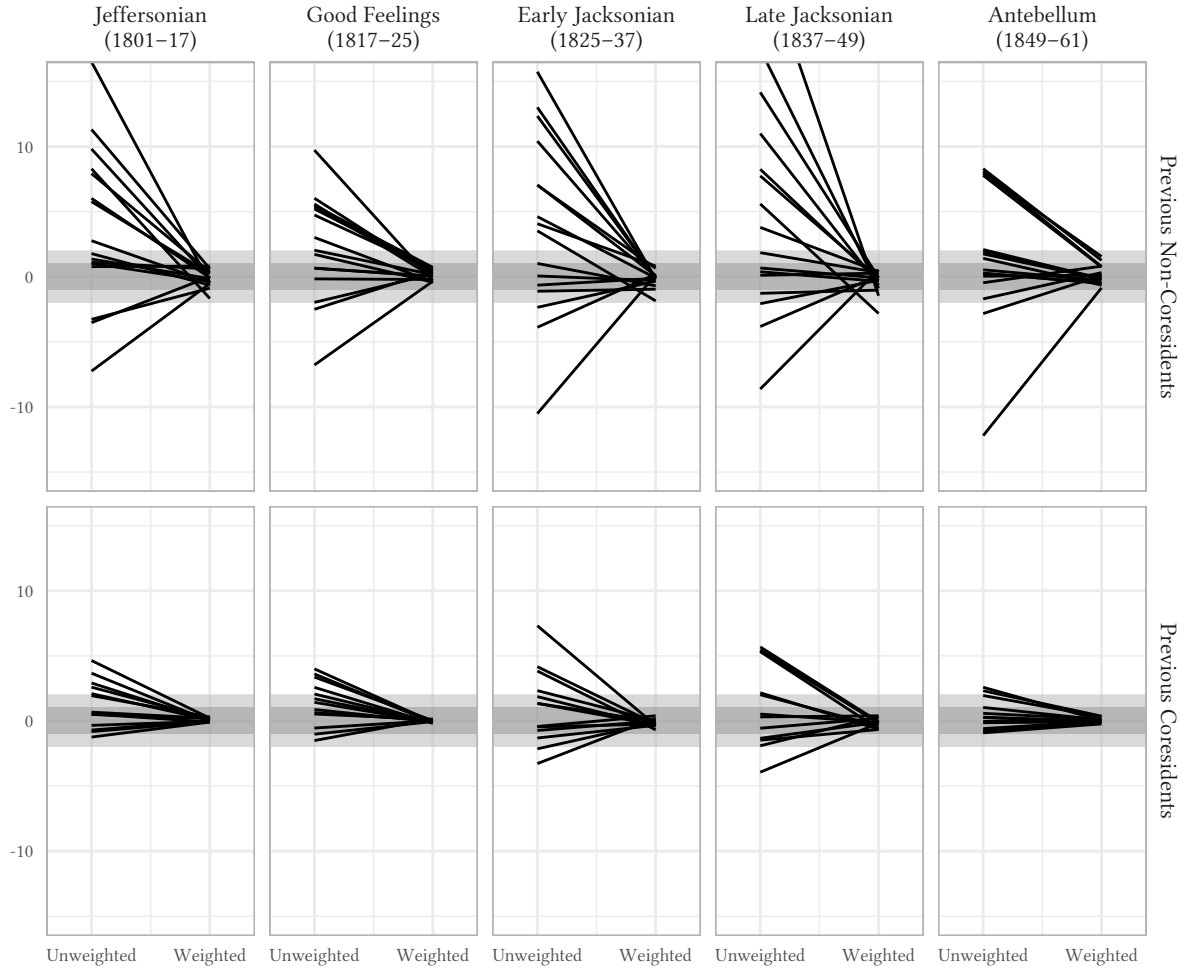 Jeffersonian
(1801–17)
Good Feelings
(1817–25)
Early Jacksonian
(1825–37)
Late Jacksonian
(1837–49)
Antebellum
(1849–61)
10
0
-10
Previous Non-Coresidents
10
0
-10
Previous Coresidents
Unweighted Weighted
Unweighted Weighted
Unweighted Weighted
Unweighted Weighted
Unweighted Weighted